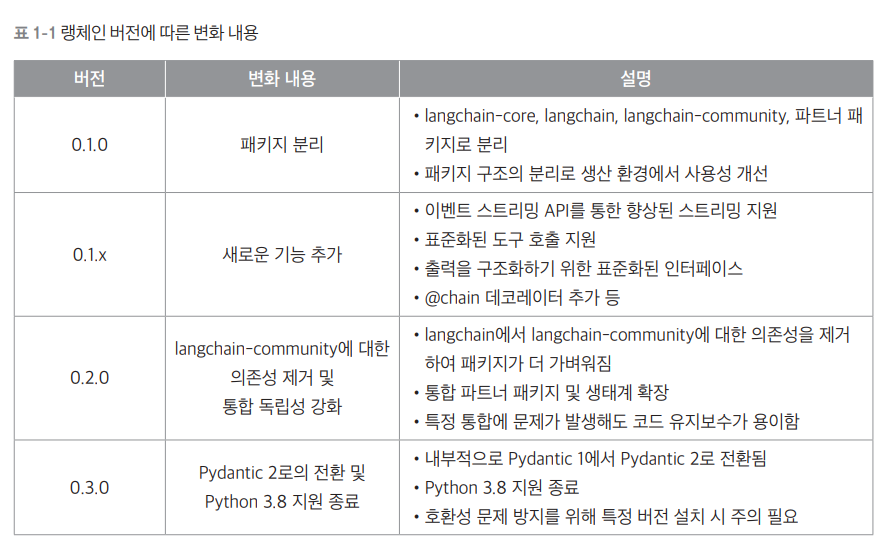 표 1-1 랭체인 버전에 따른 변화 내용
버전
변화 내용
설명
0.1.0
패키지 분리
• langchain-core, langchain, langchain-community, 파트너 패
키지로 분리
• 패키지 구조의 분리로 생산 환경에서 사용성 개선
0.1.x
새로운 기능 추가
• 이벤트 스트리밍 API를 통한 향상된 스트리밍 지원
• 표준화된 도구 호출 지원
• 출력을 구조화하기 위한 표준화된 인터페이스
• @chain 데코레이터 추가 등
0.2.0
langchain-community에 대한
의존성 제거 및
통합 독립성 강화
• langchain에서 langchain-community에 대한 의존성을 제거
하여 패키지가 더 가벼워짐
• 통합 파트너 패키지 및 생태계 확장
• 특정 통합에 문제가 발생해도 코드 유지보수가 용이함
0.3.0
Pydantic 2로의 전환 및
Python 3.8 지원 종료
• 내부적으로 Pydantic 1에서 Pydantic 2로 전환됨
• Python 3.8 지원 종료
• 호환성 문제 방지를 위해 특정 버전 설치 시 주의 필요